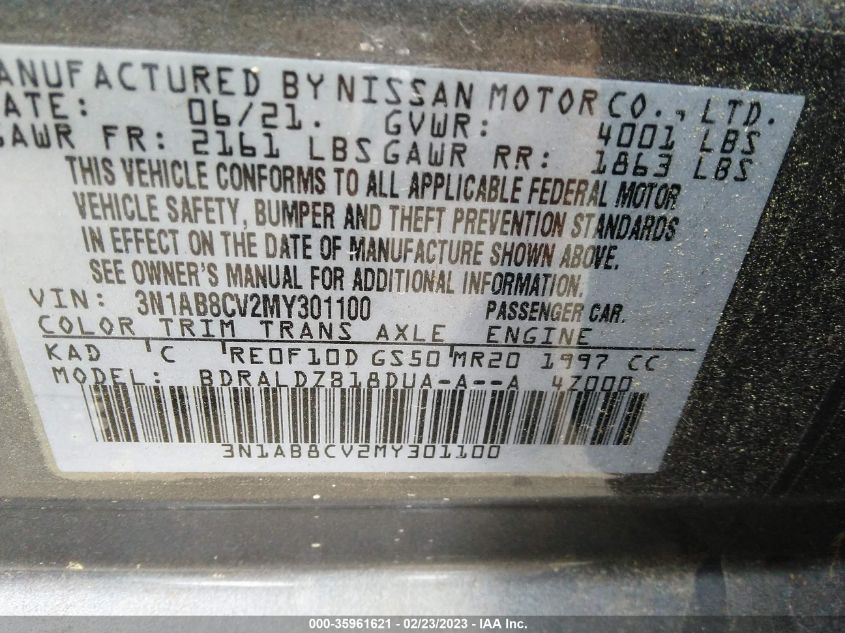 ANUFACTURED BY NISSAN MOTOR CO., LTD.
ATE: 06/21. GVWR: 4001 LBS
GAWR FR: 2161 LBS GAWR RR: 1863 LBS
THIS VEHICLE CONFORMS TO ALL APPLICABLE FEDERAL MOTOR
VEHICLE SAFETY, BUMPER AND THEFT PREVENTION STANDARDS
IN EFFECT ON THE DATE OF MANUFACTURE SHOWN ABOVE.
SEE OWNER'S MANUAL FOR ADDITIONAL INFORMATION.
VIN: 3N1AB8CV2MY301100 PASSENGER CAR.
COLOR TRIM TRANS AXLE ENGINE
KAD C RE0F10D GS50 MR20 1997 CC
MODEL: BDRALDZ818DUA-A--A 4Z000
3N1AB8CV2MY301100
000-35961621 - 02/23/2023 - IAA Inc.